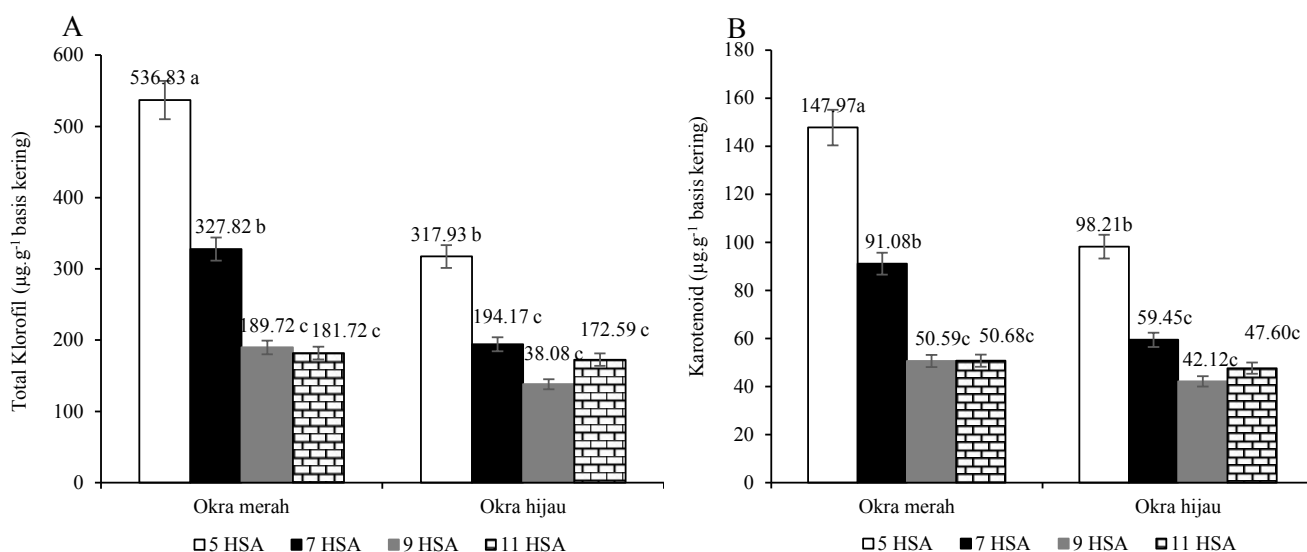 A
Total Klorofil (µg.g⁻¹ basis kering)
600
500
400
300
200
100
0
536.83 a
327.82 b
189.72 c
181.72 c
317.93 b
194.17 c
38.08 c
172.59 c
Okra merah
Okra hijau
5 HSA
7 HSA
9 HSA
11 HSA
B
Karotenoid (µg.g⁻¹ basis kering)
180
160
140
120
100
80
60
40
20
0
147.97a
91.08b
50.59c
50.68c
98.21b
59.45c
42.12c
47.60c
Okra merah
Okra hijau
5 HSA
7 HSA
9 HSA
11 HSA